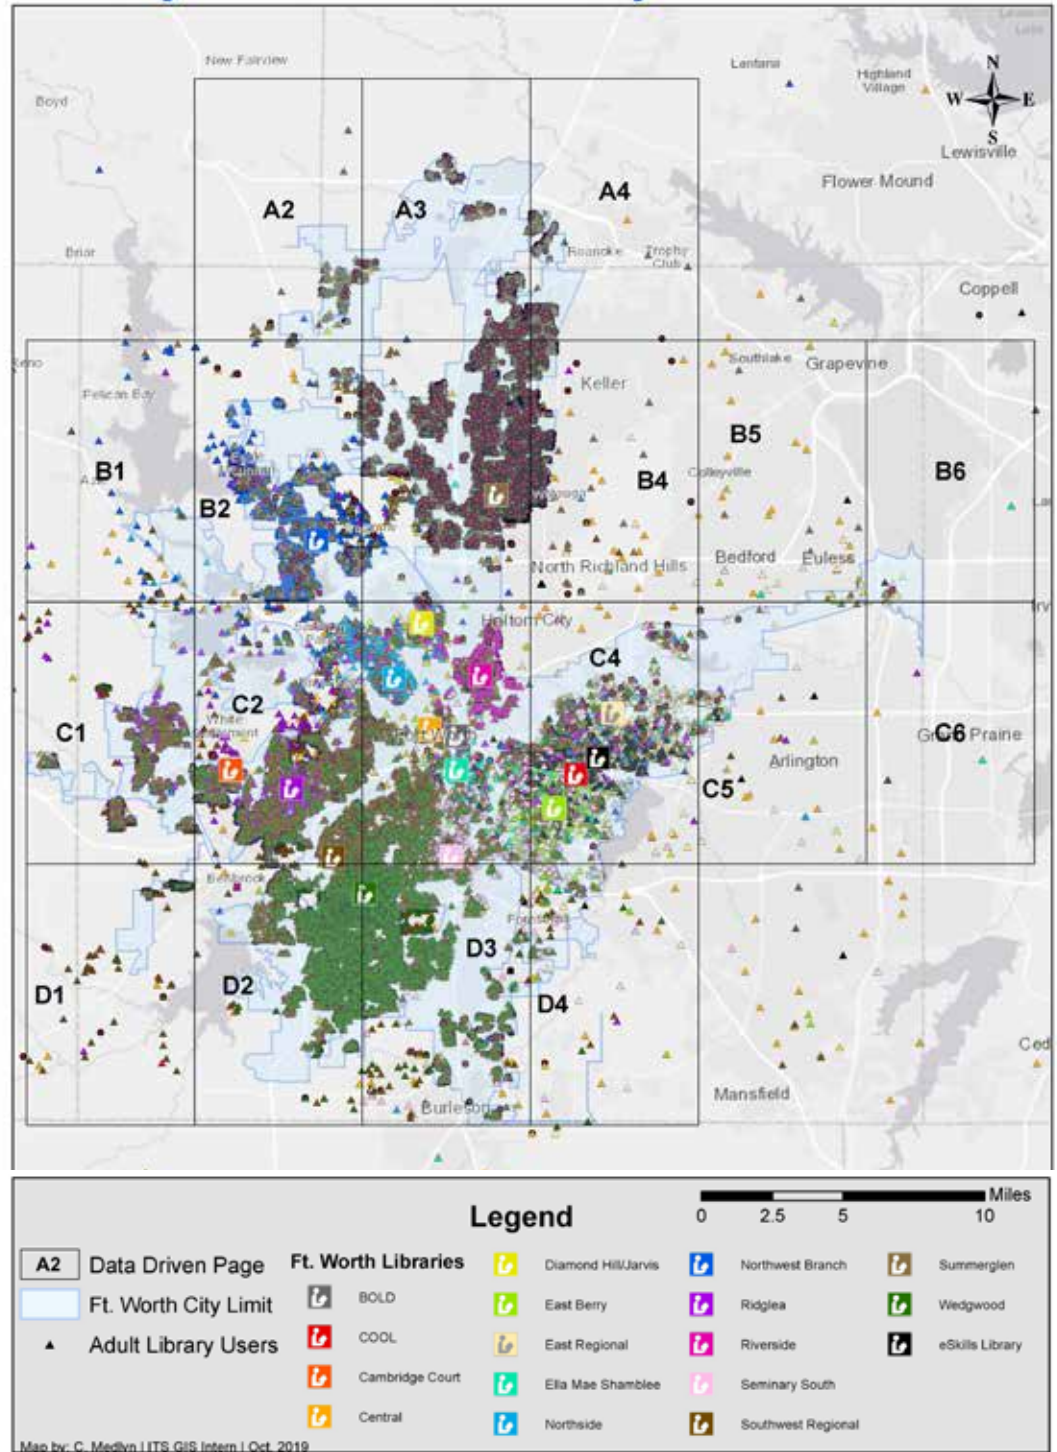 New Fairview
Lantana
Highland
Village
N
W E
S
Boyd
Lewisville
Flower Mound
A2
A3
A4
Briar
Roanoke
Trophy
Club
Coppell
Southlake
Grapevine
Keller
Pelican Bay
B5
B1
Colleyville
B6
B4
B2
North Richland Hills
Bedford
Euless
Haltom City
C4
C2
White
C1
C6
Prairie
Arlington
C5
Benbrook
Forest Hill
D3
D2
D1
D4
Mansfield
Burleson
Legend
Miles
0 2.5 5 10
A2 Data Driven Page
Ft. Worth City Limit
Adult Library Users
Ft. Worth Libraries
BOLD
COOL
Cambridge Court
Central
Diamond Hill/Jarvis
East Berry
East Regional
Ella Mae Shamblee
Northside
Northwest Branch
Ridglea
Riverside
Seminary South
Southwest Regional
Summerglen
Wedgwood
eSkills Library
Map by: C. Medlyn | ITS GIS Intern | Oct. 2019